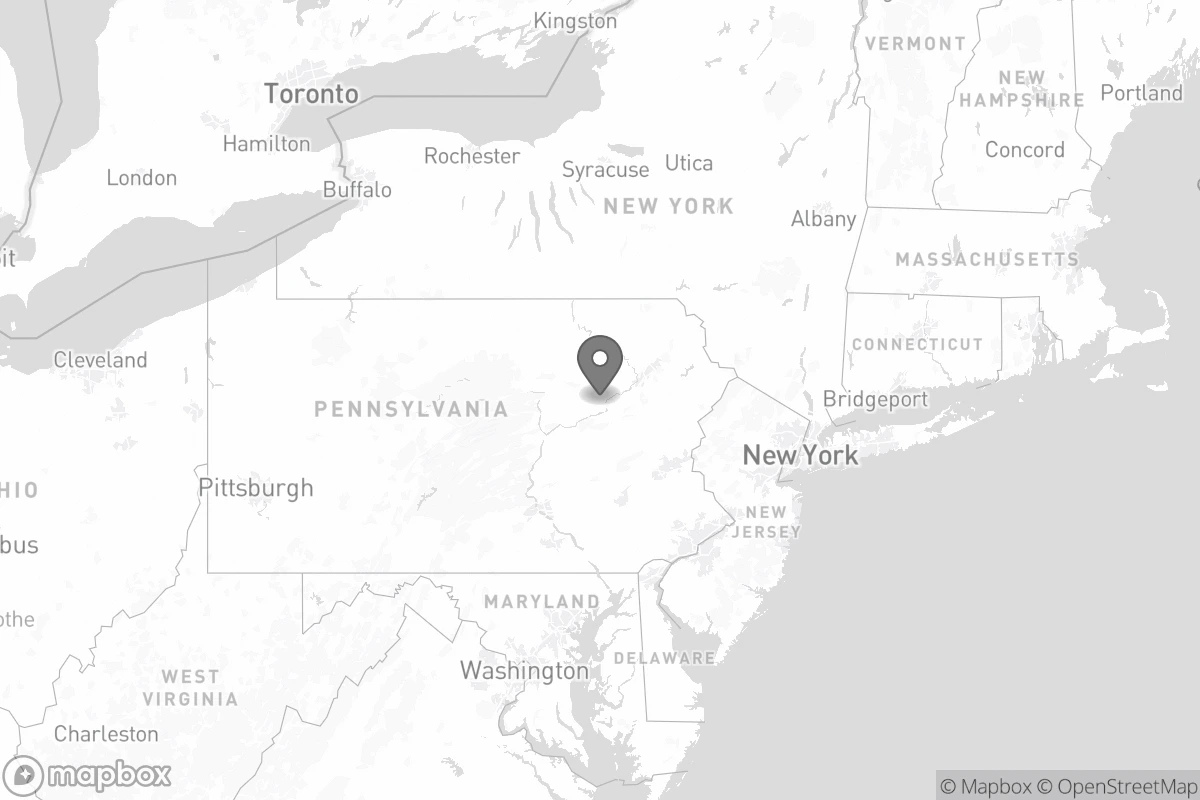 Kingston
VERMONT
NEW
HAMPSHIRE
Toronto
Portland
Hamilton
Rochester
Concord
Syracuse
Utica
London
Buffalo
NEW YORK
Albany
it
MASSACHUSETTS
CONNECTICUT
Cleveland
Bridgeport
PENNSYLVANIA
New York
Pittsburgh
HIO
NEW
JERSEY
bus
MARYLAND
othe
DELAWARE
Washington
WEST
VIRGINIA
Charleston
mapbox
© Mapbox © OpenStreetMap